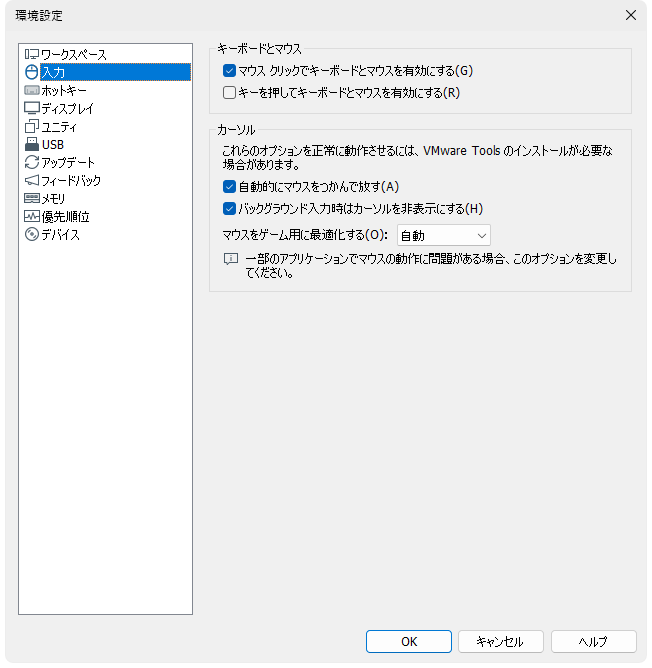 環境設定
ワークスペース
入力
ホットキー
ディスプレイ
ユニティ
USB
アップデート
フィードバック
メモリ
優先順位
デバイス
キーボードとマウス
マウス クリックでキーボードとマウスを有効にする(G)
キーを押してキーボードとマウスを有効にする(R)
カーソル
これらのオプションを正常に動作させるには、VMware Tools のインストールが必要な
場合があります。
自動的にマウスをつかんで放す(A)
バックグラウンド入力時はカーソルを非表示にする(H)
マウスをゲーム用に最適化する(O): 自動
一部のアプリケーションでマウスの動作に問題がある場合、このオプションを変更し
てください。
OK キャンセル ヘルプ